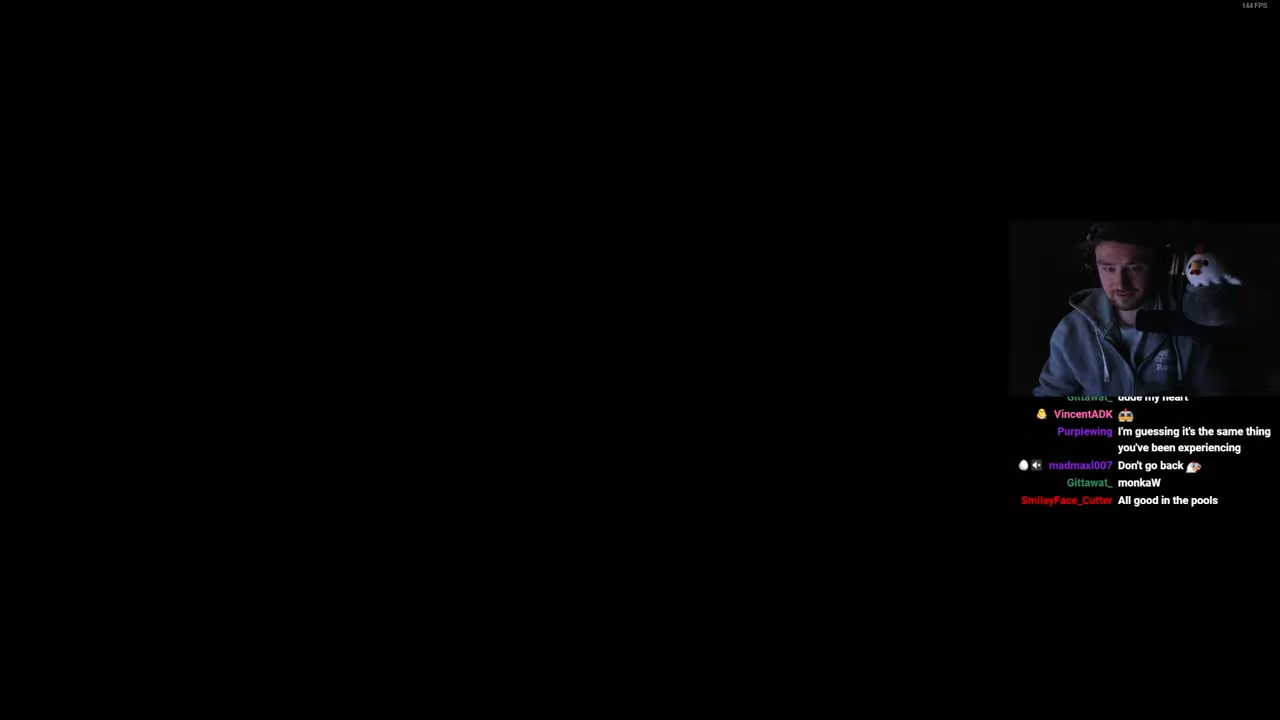 144 FPS
Gittawat_ dude my heart
VincentADK
Purplewing I'm guessing it's the same thing
you've been experiencing
madmaxl007 Don't go back
Gittawat_ monkaW
SmileyFace_Cutter All good in the pools